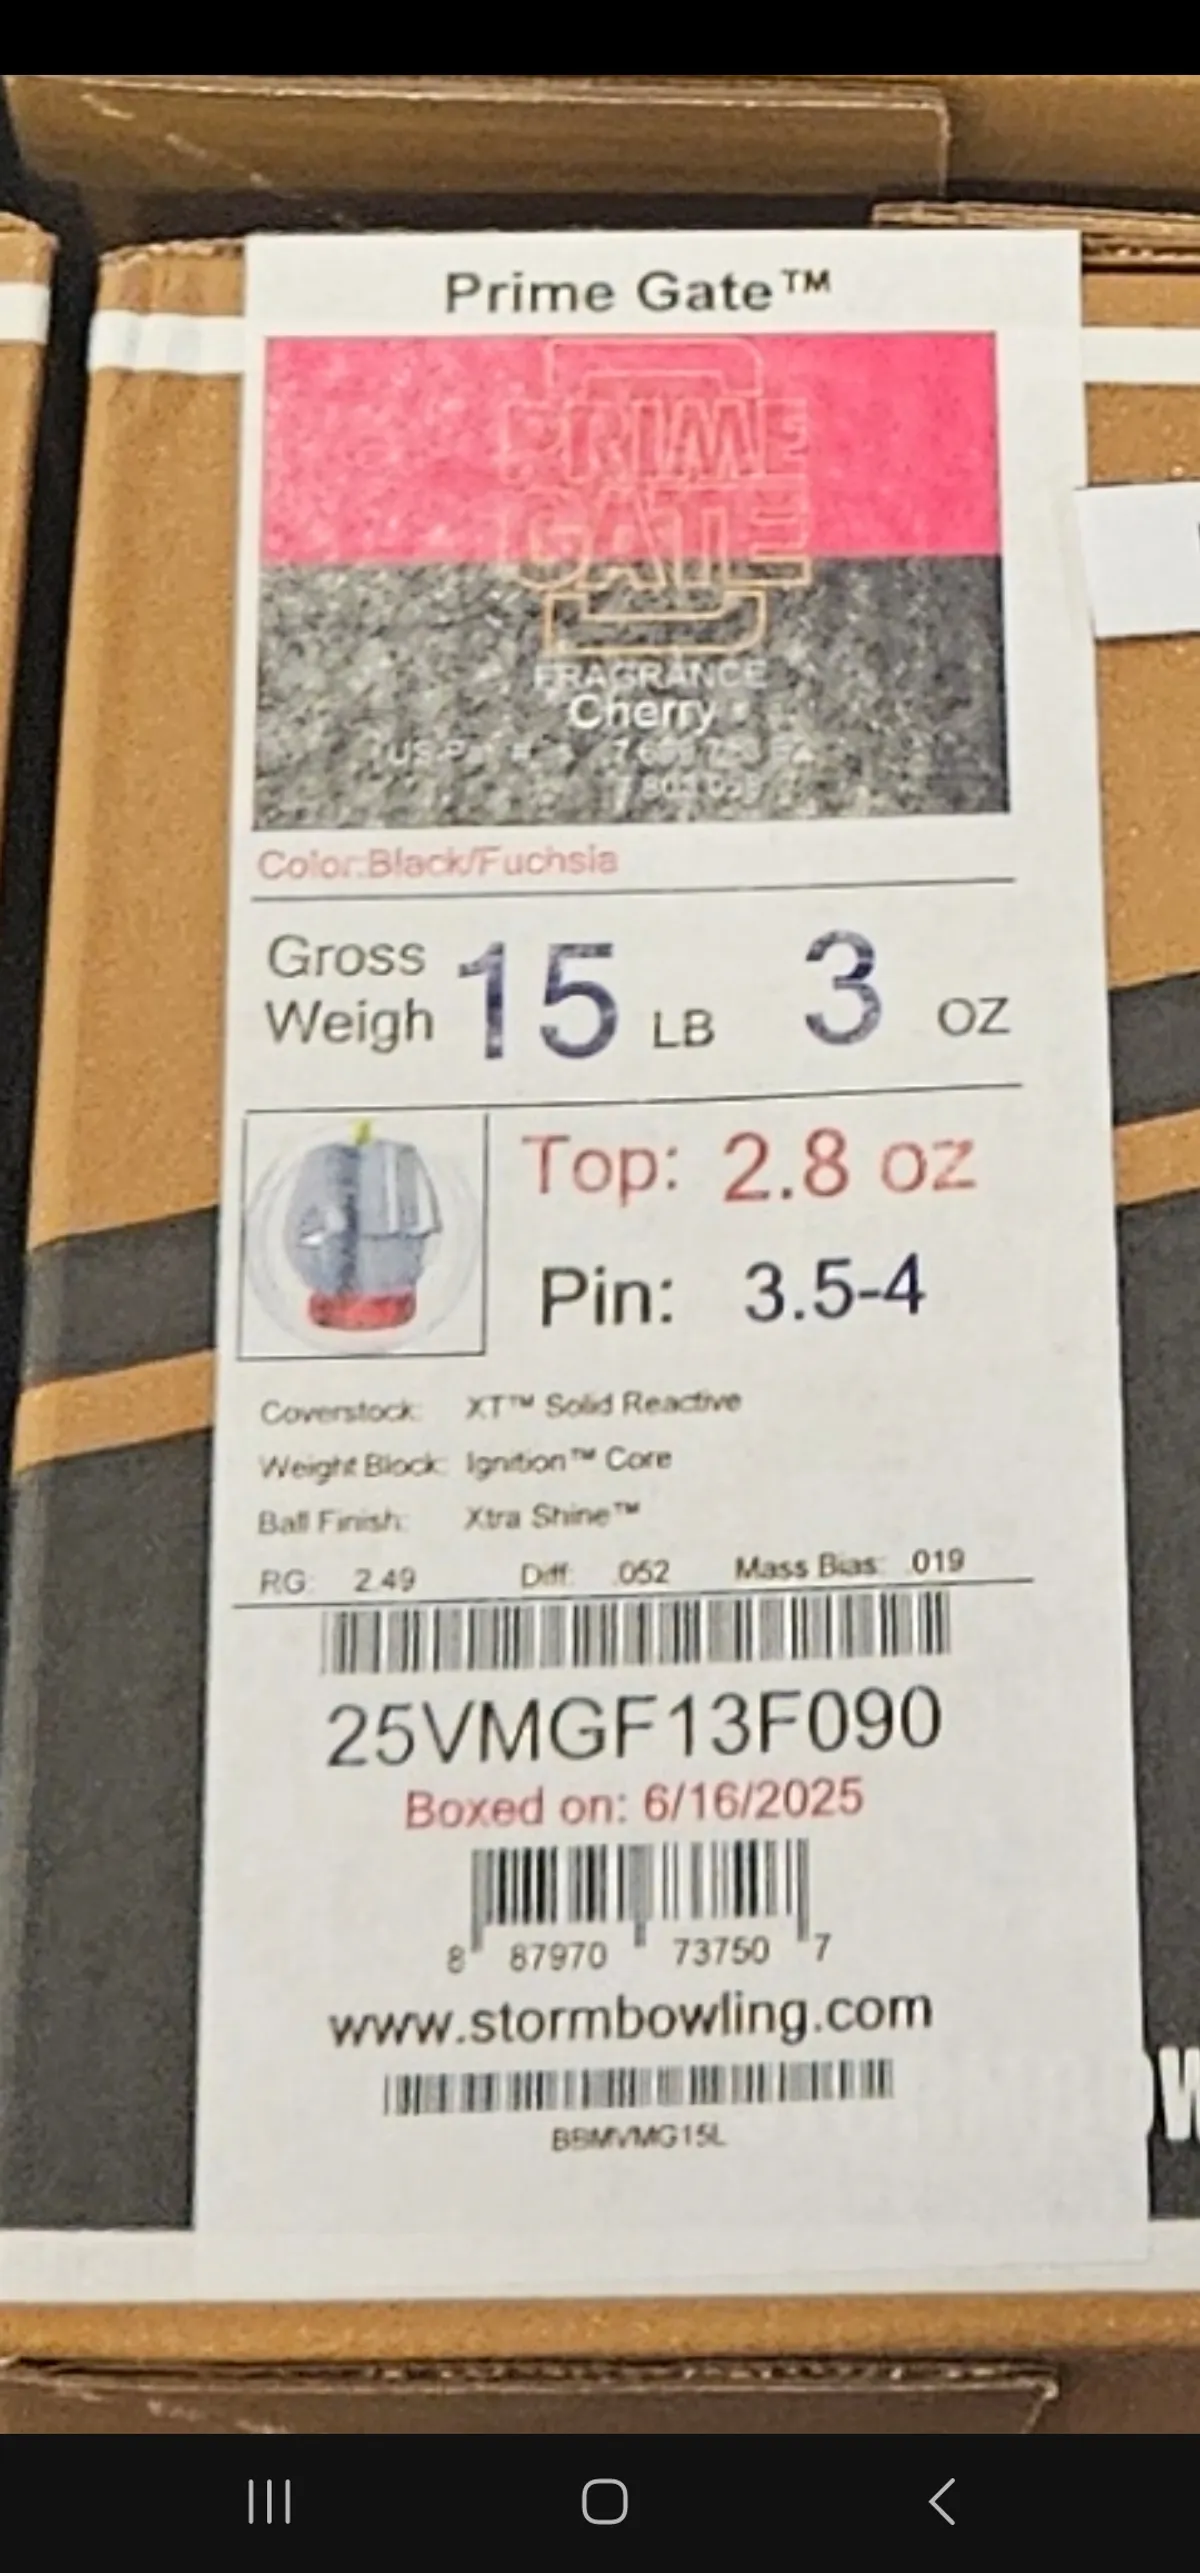 Prime Gate™
PRIME
GATE
FRAGRANCE
Cherry
Color:Black/Fuchsia
Gross
Weigh 15 LB 3 OZ
Top: 2.8 oz
Pin: 3.5-4
Coverstock: XT™ Solid Reactive
Weight Block: Ignition™ Core
Ball Finish: Xtra Shine™
RG: 2.49 Diff: .052 Mass Bias: .019
25VMGF13F090
Boxed on: 6/16/2025
8 87970 73750 7
www.stormbowling.com
BBMVMG15L